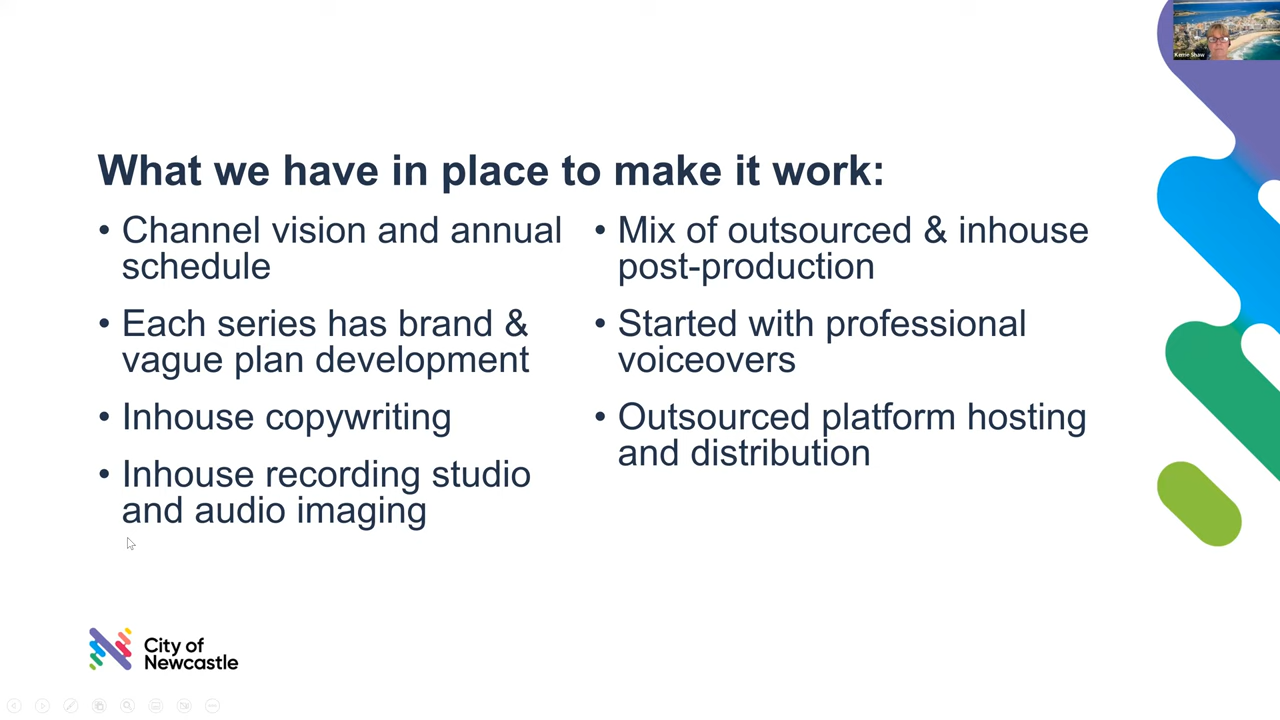 Kerrie Shaw
What we have in place to make it work:
• Channel vision and annual
schedule
• Each series has brand &
vague plan development
• Inhouse copywriting
• Inhouse recording studio
and audio imaging
• Mix of outsourced & inhouse
post-production
• Started with professional
voiceovers
• Outsourced platform hosting
and distribution
City of
Newcastle